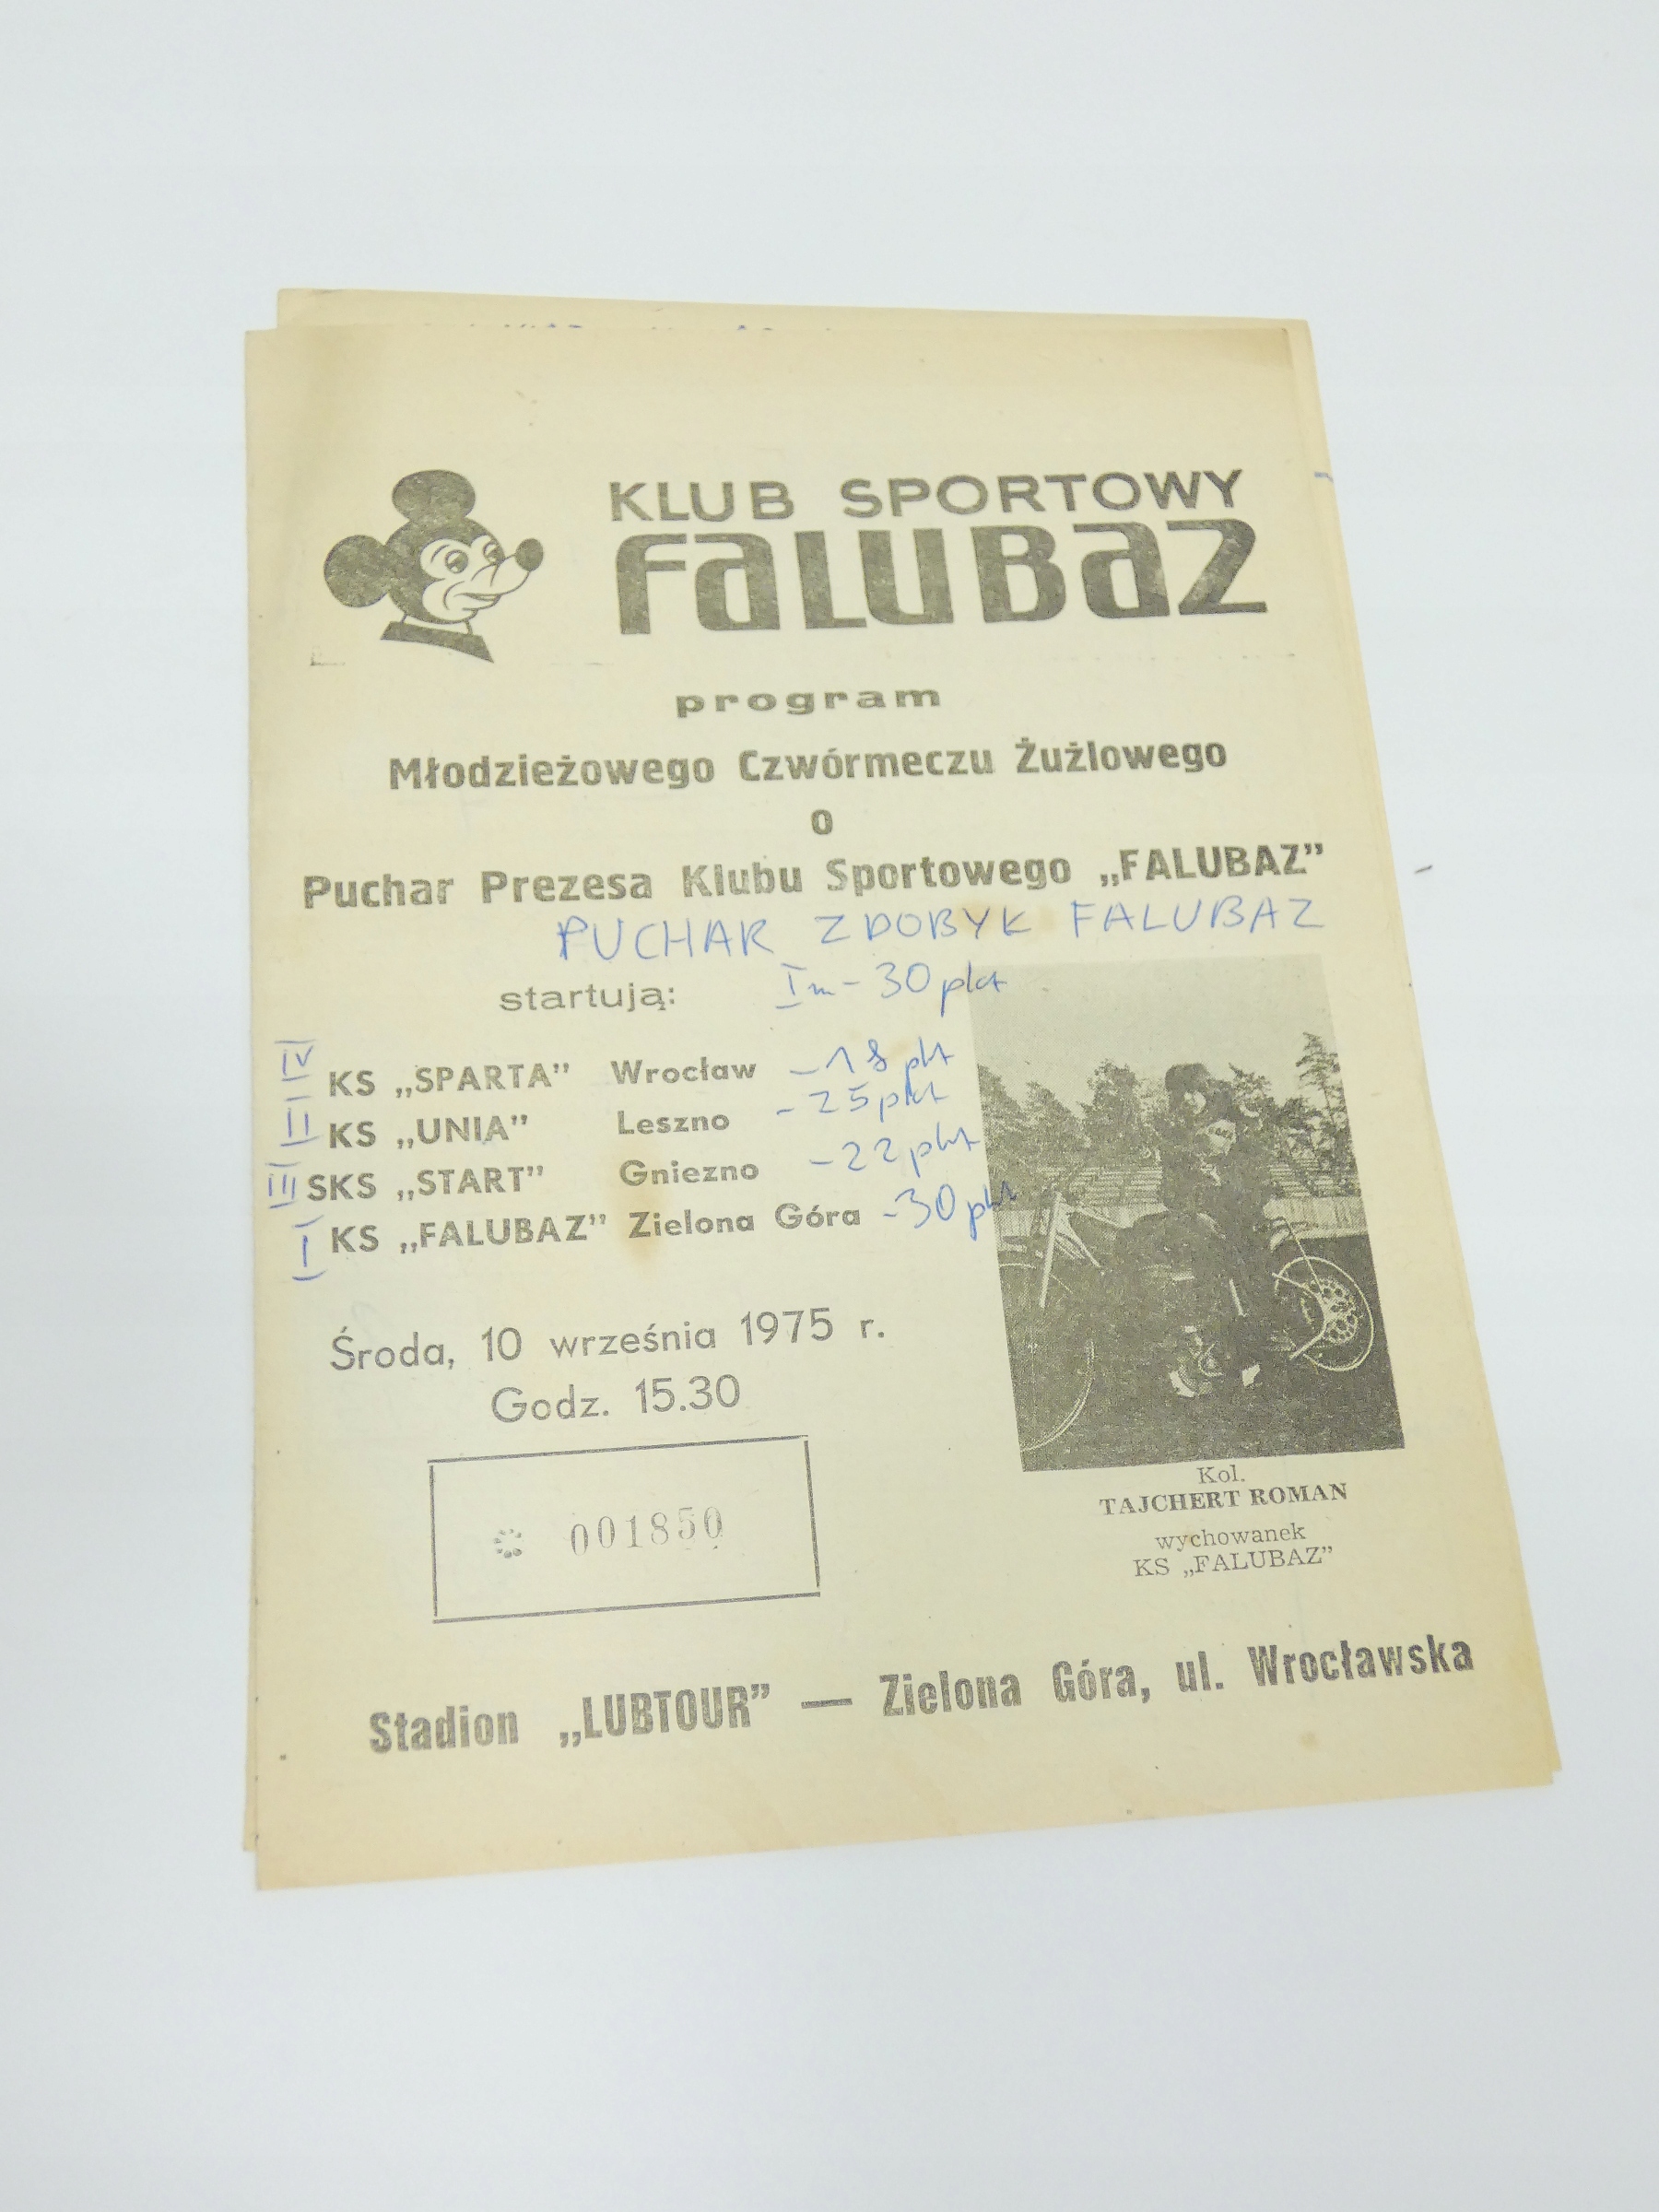 KLUB SPORTOWY
FALUBAZ
program
Młodzieżowego Czwórmeczu Żużlowego
o
Puchar Prezesa Klubu Sportowego „FALUBAZ”
PUCHAR ZDOBYŁ FALUBAZ
startują: I m - 30 pkt
IV KS „SPARTA” Wrocław - 18 pkt
II KS „UNIA” Leszno - 25 pkt
III SKS „START” Gniezno - 22 pkt
I KS „FALUBAZ” Zielona Góra - 30 pkt
Środa, 10 września 1975 r.
Godz. 15.30
001850
Kol.
TAJCHERT ROMAN
wychowanek
KS „FALUBAZ”
Stadion „LUBTOUR” — Zielona Góra, ul. Wrocławska